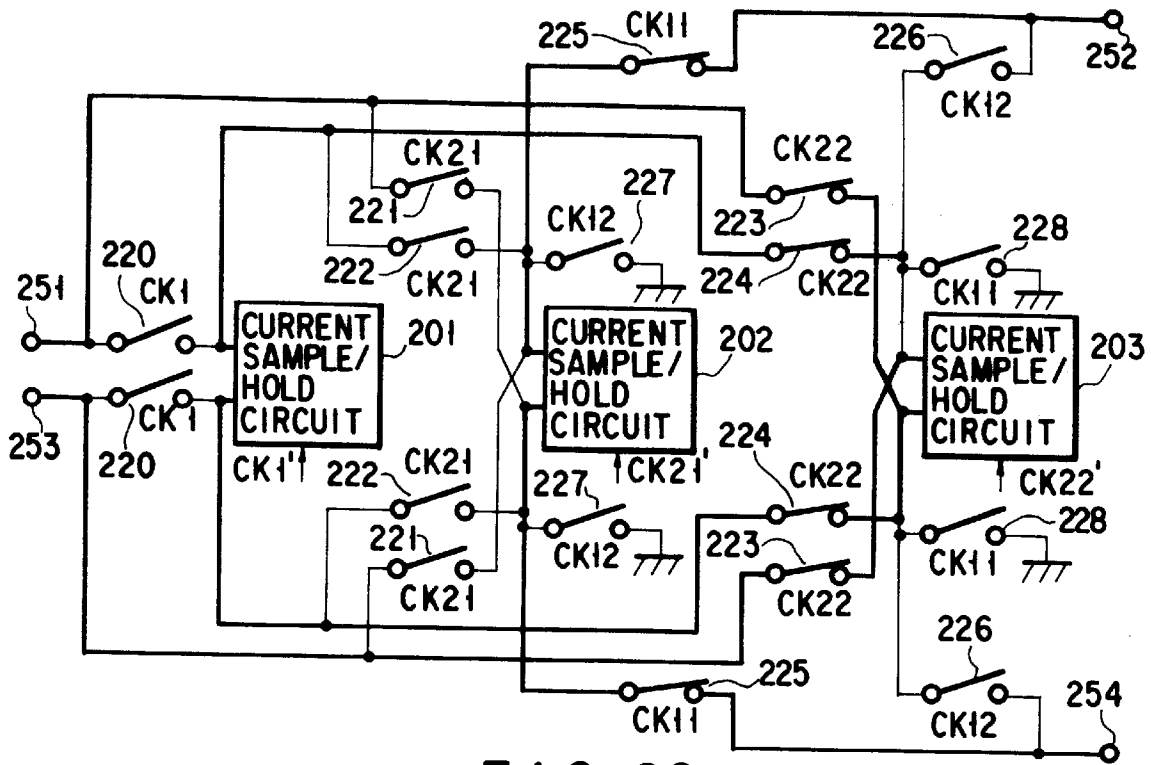 225
CK11
226
252
CK12
CK21
221
227
CK12
222
CK21
CK22
223
224
CK22
228
CK11
251
220
CK1
CURRENT
SAMPLE/
HOLD
CIRCUIT
201
CURRENT
SAMPLE/
HOLD
CIRCUIT
202
CURRENT
SAMPLE/
HOLD
CIRCUIT
203
253
220
CK1
CK1'
CK21'
CK22'
222
CK21
221
CK21
227
CK12
224
CK22
223
CK22
228
CK11
225
CK11
226
CK12
254